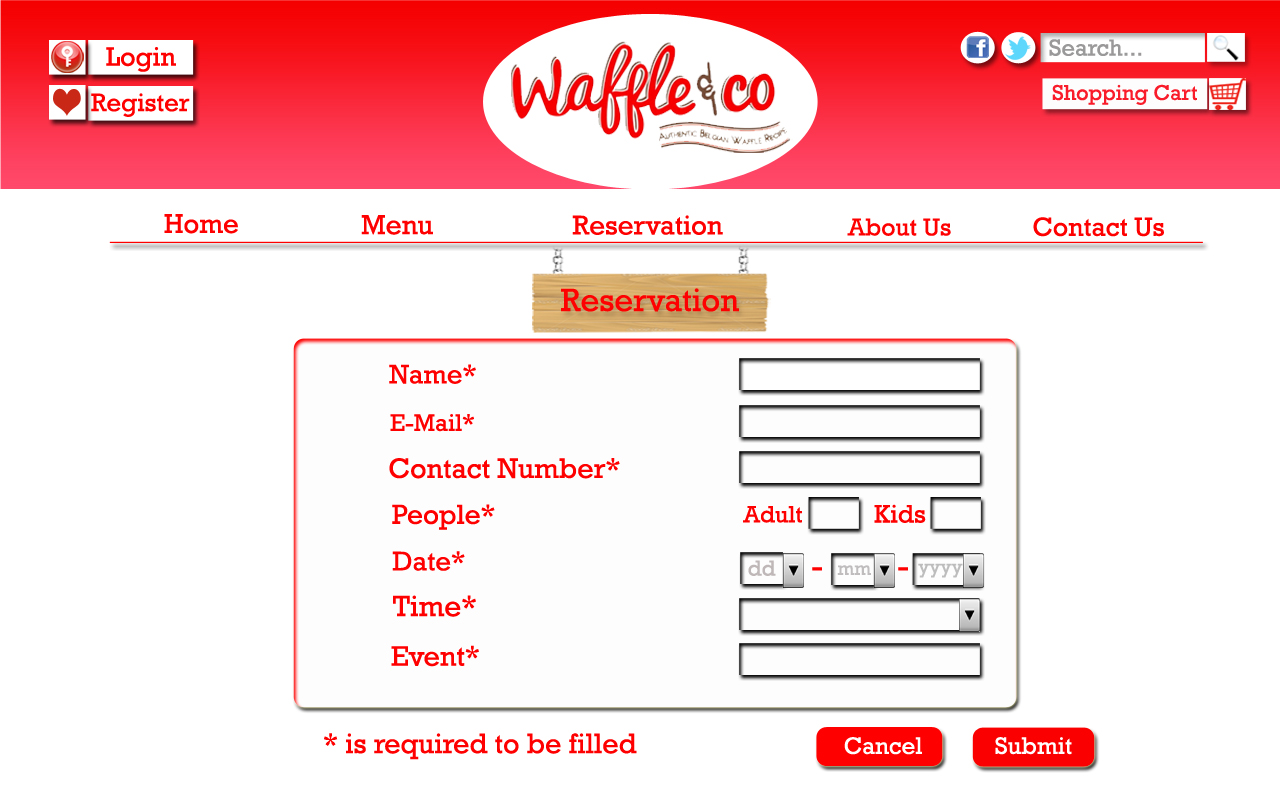 Login
Register
Waffle & co
Authentic Belgian Waffle Recipe
f
Search...
Shopping Cart
Home Menu Reservation About Us Contact Us
Reservation
Name*
E-Mail*
Contact Number*
People* Adult Kids
Date* dd - mm - yyyy
Time*
Event*
* is required to be filled
Cancel Submit